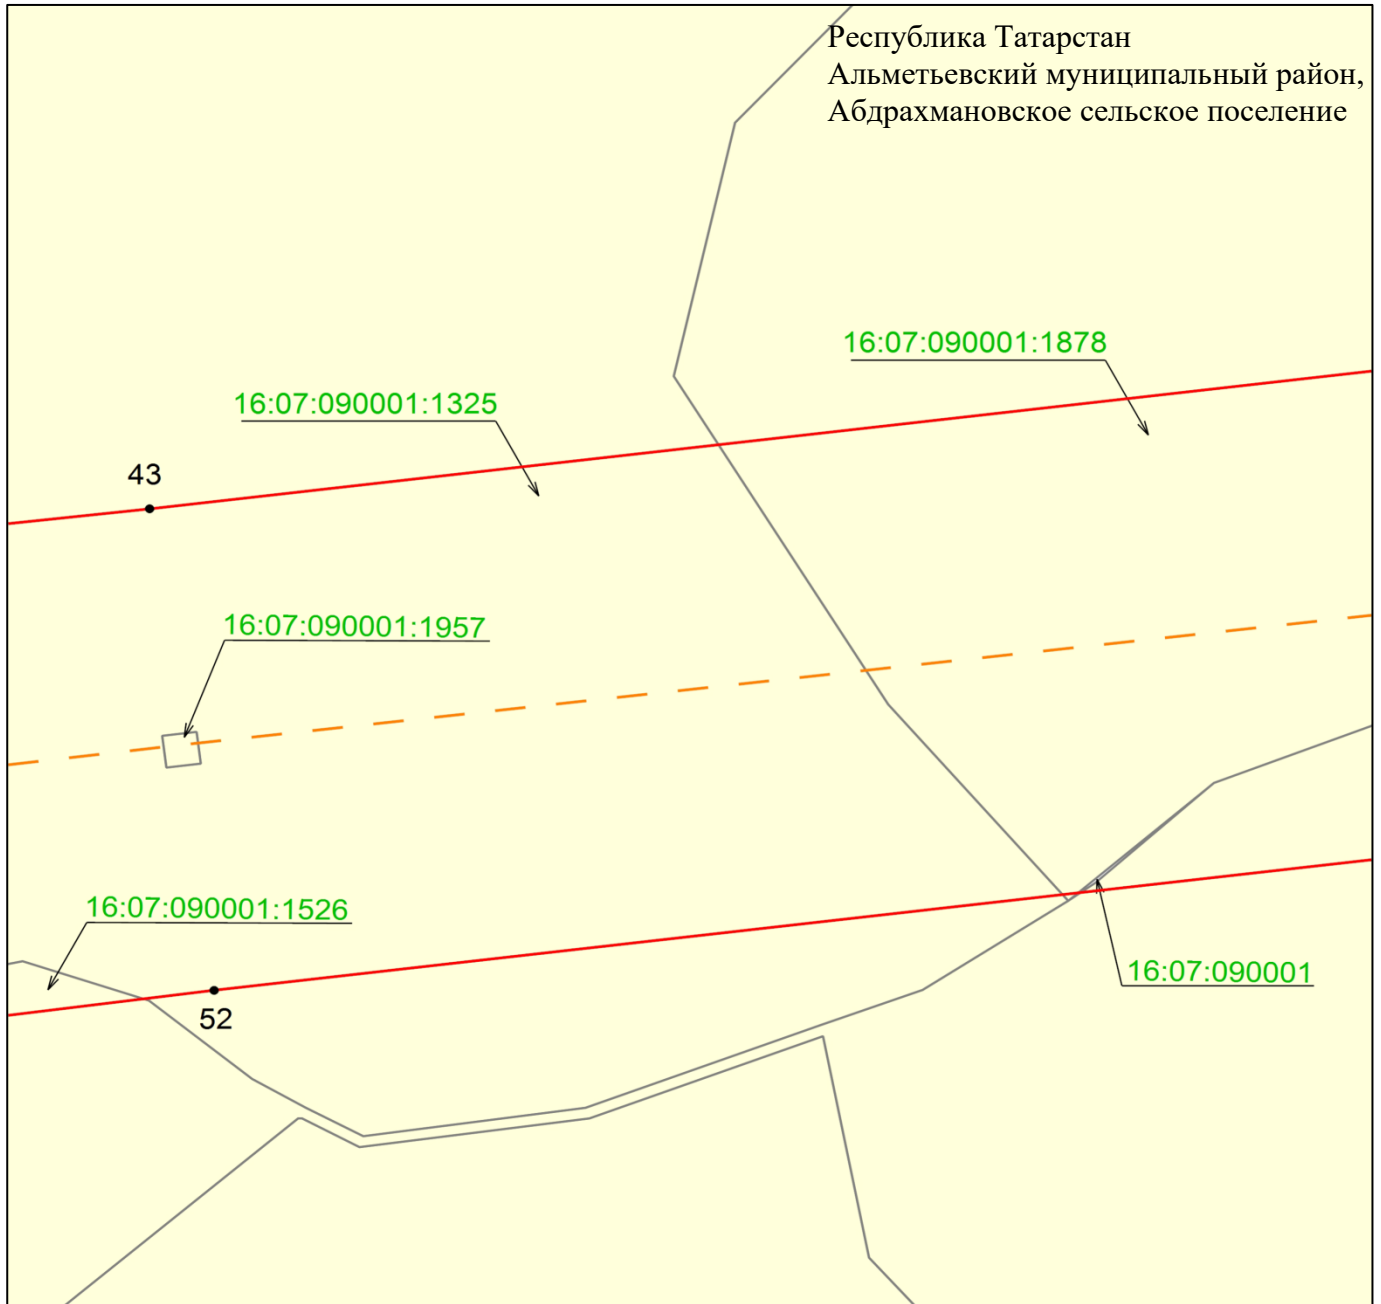 Республика Татарстан
Альметьевский муниципальный район,
Абдрахмановское сельское поселение
16:07:090001:1878
16:07:090001:1325
43
16:07:090001:1957
16:07:090001:1526
16:07:090001
52